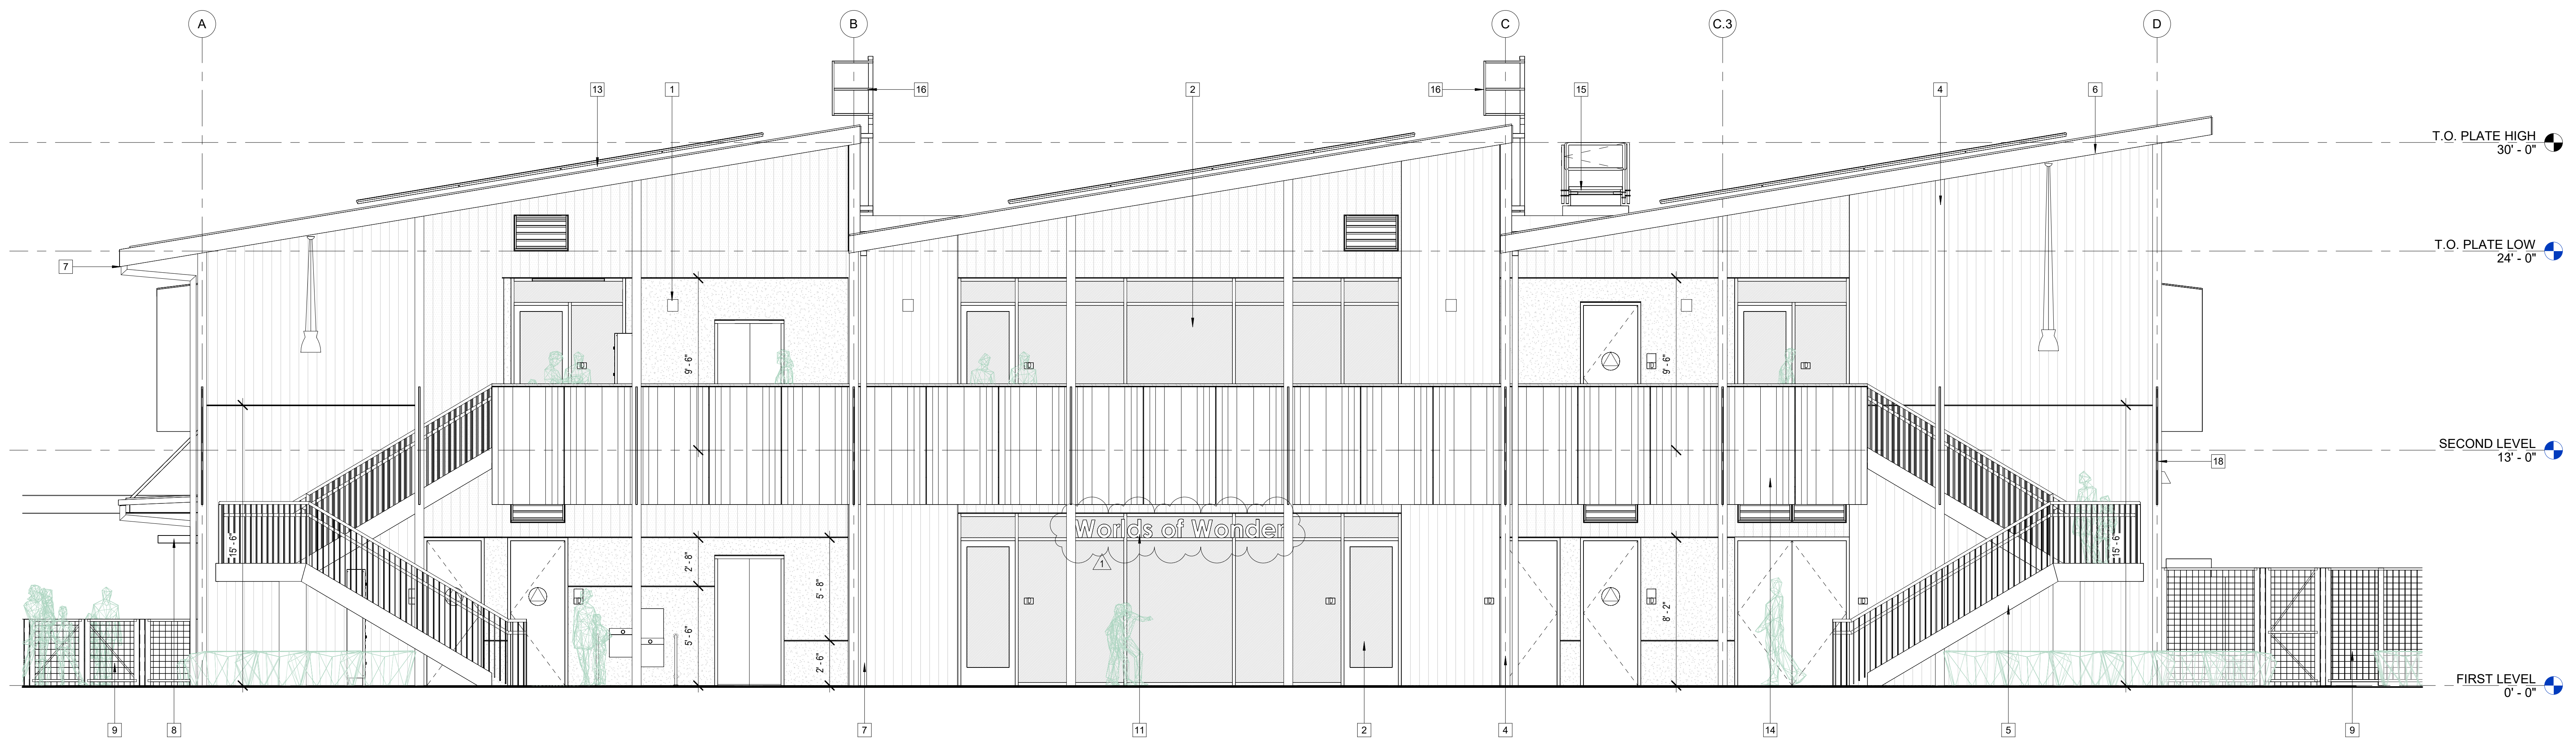 A
B
C
C.3
D
13
1
16
2
16
15
4
6
T.O. PLATE HIGH
30' - 0"
T.O. PLATE LOW
24' - 0"
7
9' - 6"
9' - 6"
SECOND LEVEL
13' - 0"
18
Worlds of Wonder
1
15' - 6"
15' - 6"
2' - 8"
5' - 8"
5' - 6"
2' - 6"
8' - 2"
FIRST LEVEL
0' - 0"
9
8
7
11
2
4
14
5
9